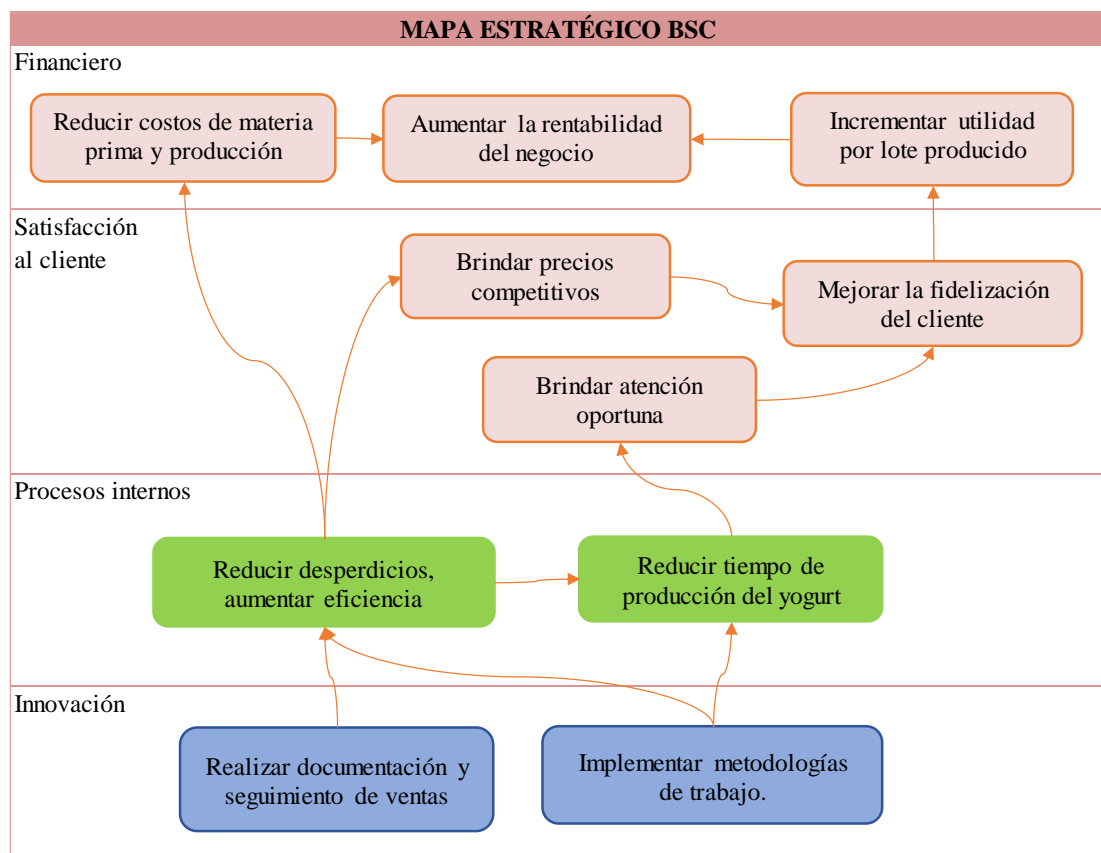 MAPA ESTRATÉGICO BSC
Financiero
Reducir costos de materia
prima y producción
Aumentar la rentabilidad
del negocio
Incrementar utilidad
por lote producido
Satisfacción
al cliente
Brindar precios
competitivos
Mejorar la fidelización
del cliente
Brindar atención
oportuna
Procesos internos
Reducir desperdicios,
aumentar eficiencia
Reducir tiempo de
producción del yogurt
Innovación
Realizar documentación y
seguimiento de ventas
Implementar metodologías
de trabajo.